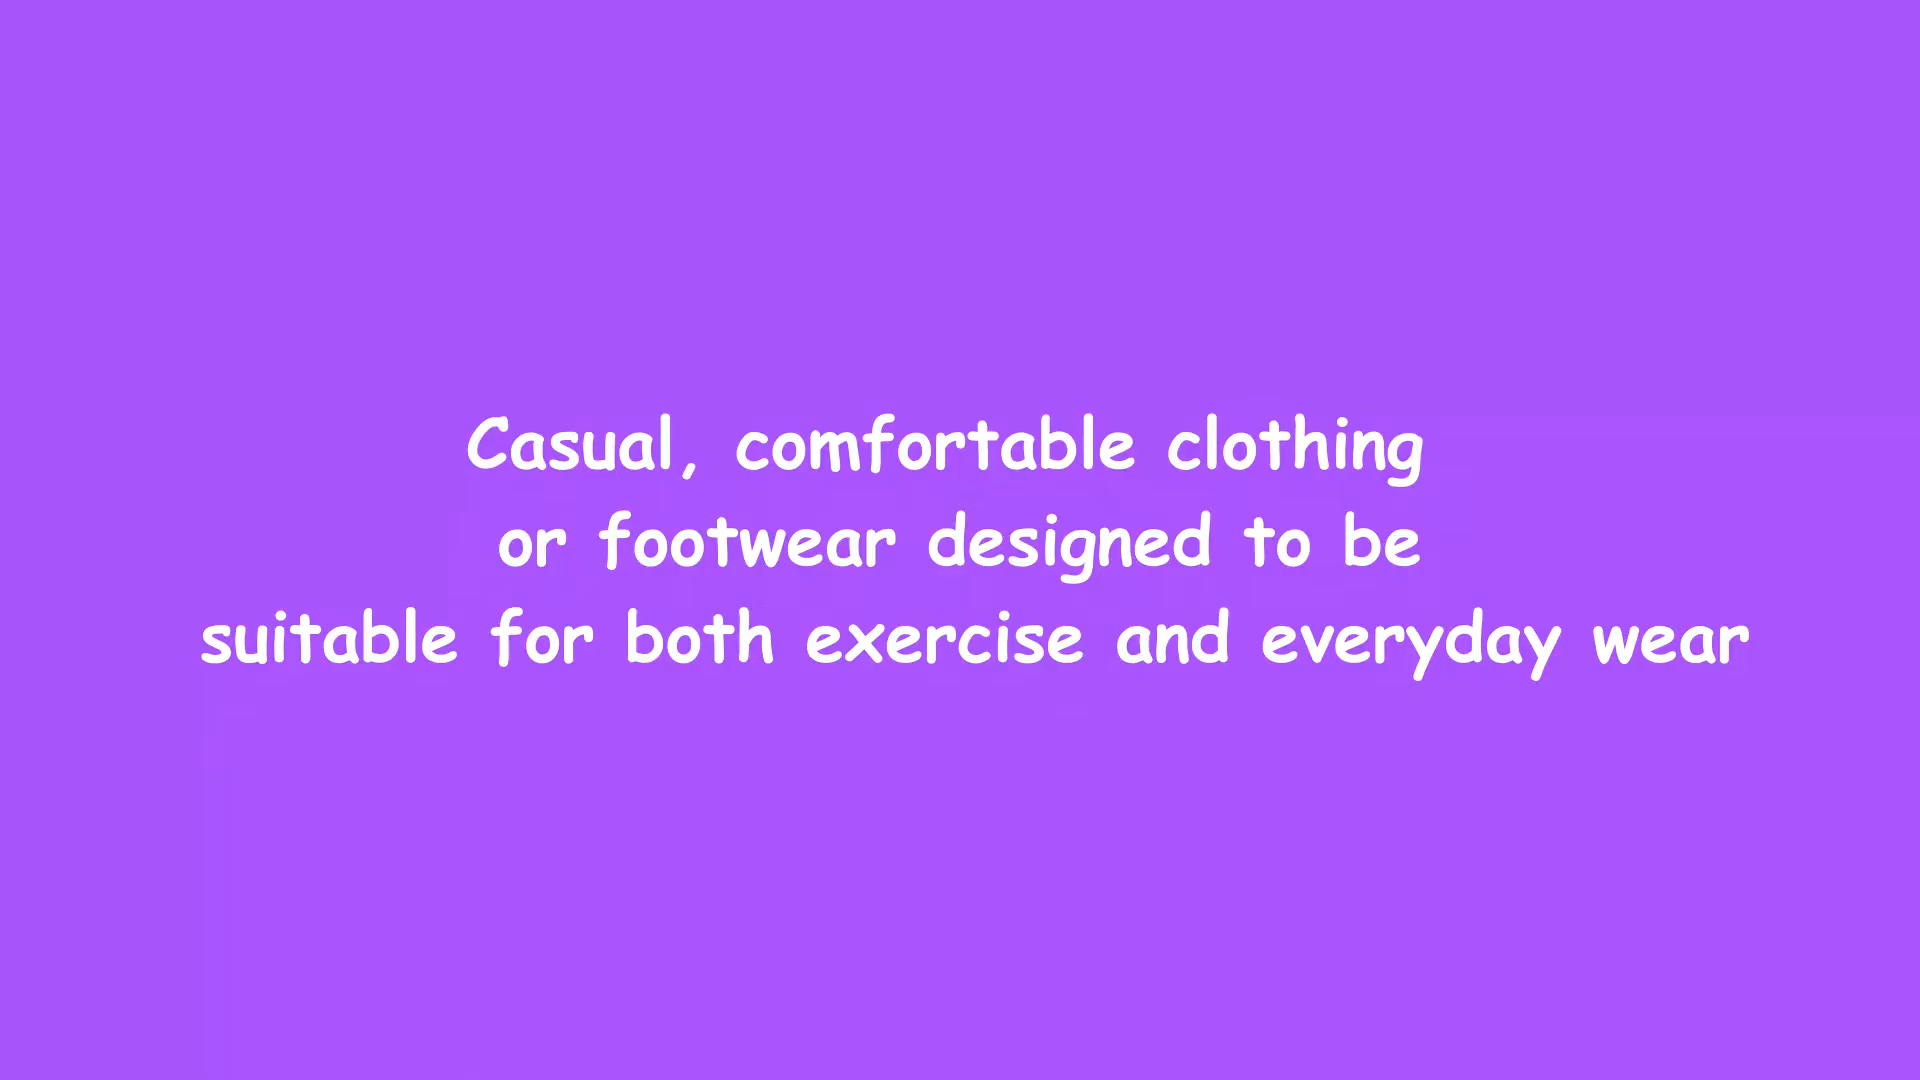 Casual, comfortable clothing
or footwear designed to be
suitable for both exercise and everyday wear